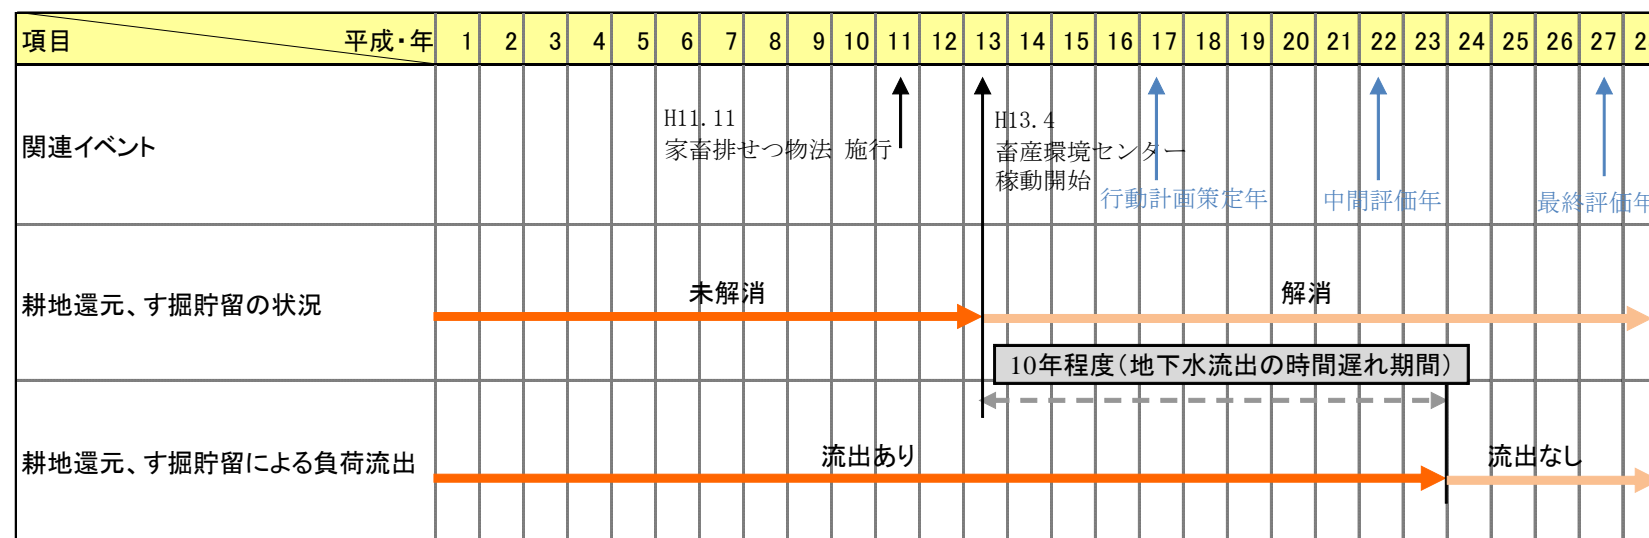 項目 平成・年 1 2 3 4 5 6 7 8 9 10 11 12 13 14 15 16 17 18 19 20 21 22 23 24 25 26 27 2
関連イベント
H11.11
家畜排せつ物法 施行
H13.4
畜産環境センター
稼動開始
行動計画策定年
中間評価年
最終評価年
耕地還元、す掘貯留の状況
未解消
解消
10年程度(地下水流出の時間遅れ期間)
耕地還元、す掘貯留による負荷流出
流出あり
流出なし